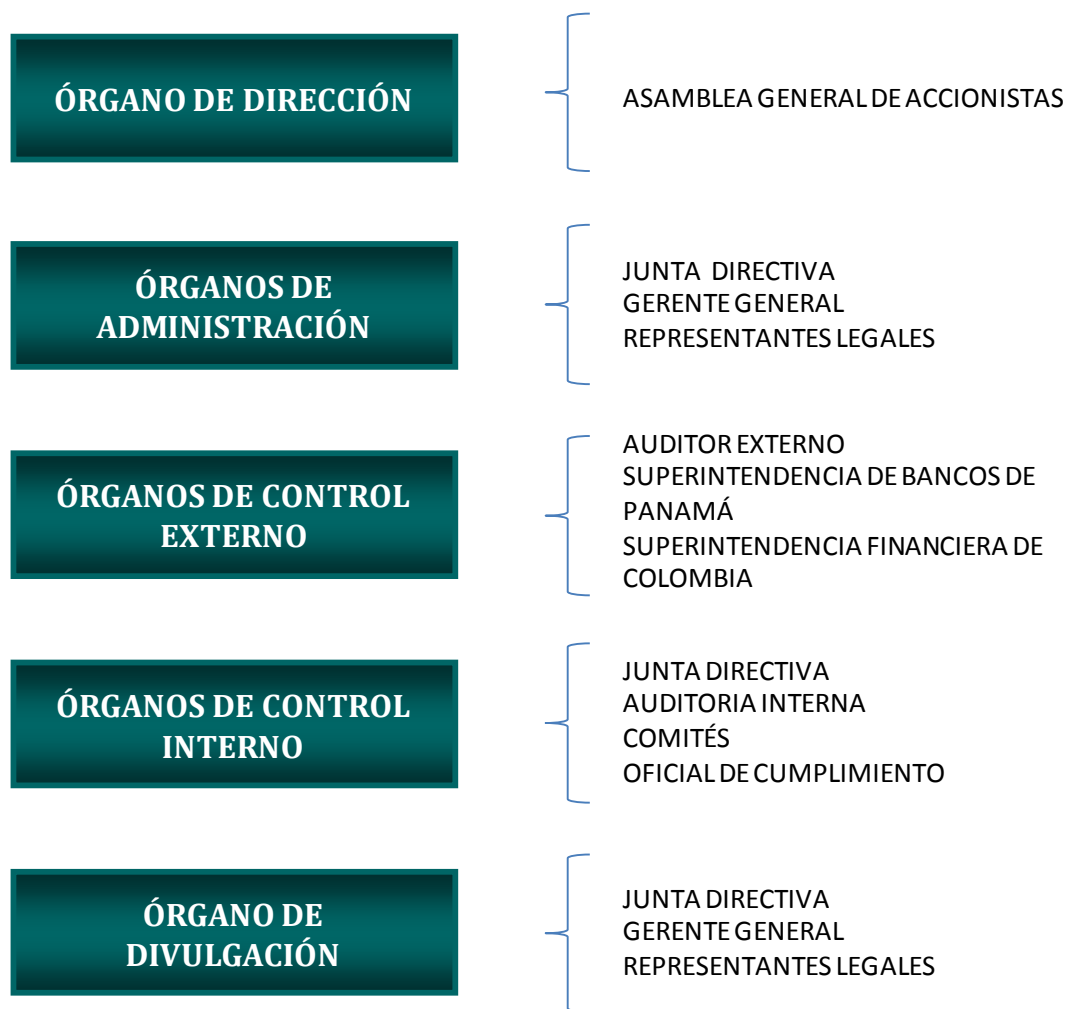 ÓRGANO DE DIRECCIÓN
ASAMBLEA GENERAL DE ACCIONISTAS
ÓRGANOS DE
ADMINISTRACIÓN
JUNTA DIRECTIVA
GERENTE GENERAL
REPRESENTANTES LEGALES
ÓRGANOS DE CONTROL
EXTERNO
AUDITOR EXTERNO
SUPERINTENDENCIA DE BANCOS DE
PANAMÁ
SUPERINTENDENCIA FINANCIERA DE
COLOMBIA
ÓRGANOS DE CONTROL
INTERNO
JUNTA DIRECTIVA
AUDITORIA INTERNA
COMITÉS
OFICIAL DE CUMPLIMIENTO
ÓRGANO DE
DIVULGACIÓN
JUNTA DIRECTIVA
GERENTE GENERAL
REPRESENTANTES LEGALES